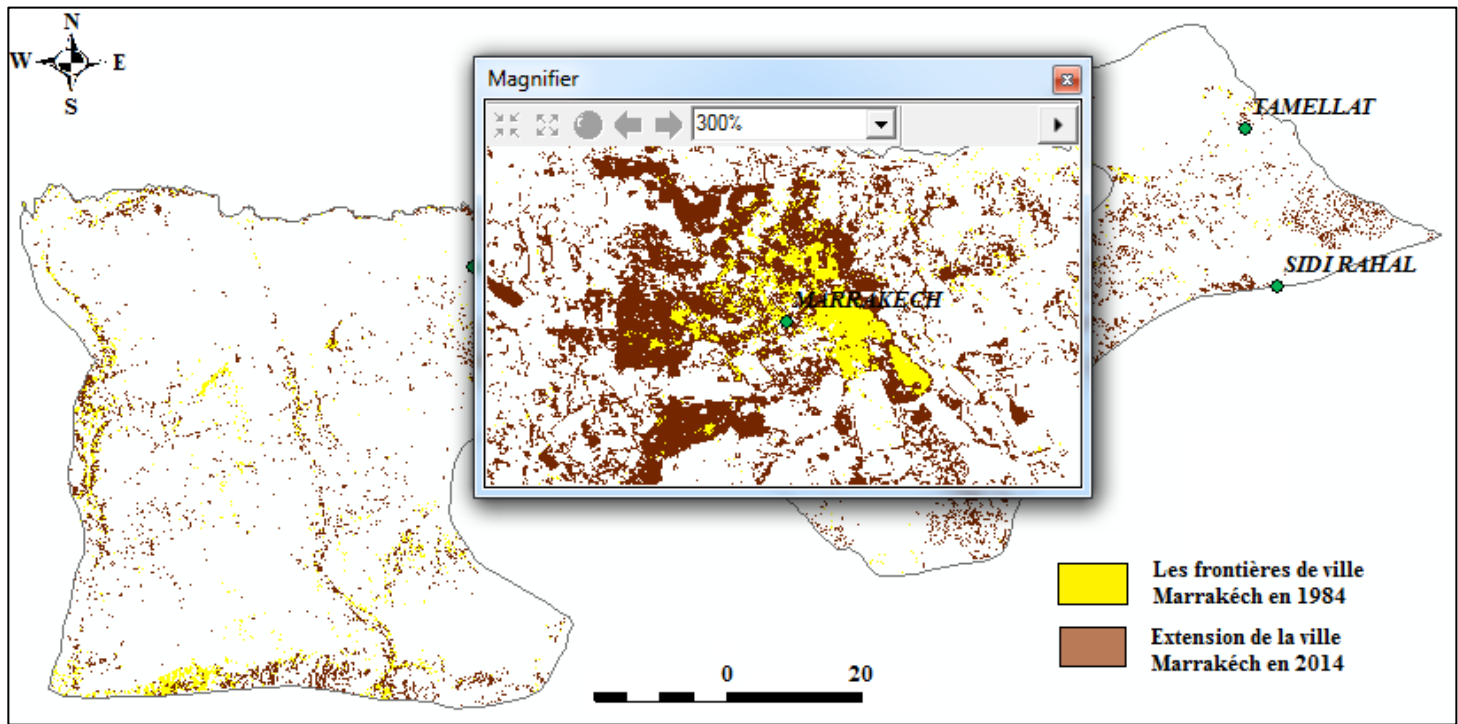 N
W E
S
Magnifier
300%
TAMELLAT
SIDI RAHAL
MARRAKECH
Les frontières de ville
Marrakéch en 1984
Extension de la ville
Marrakéch en 2014
0 20